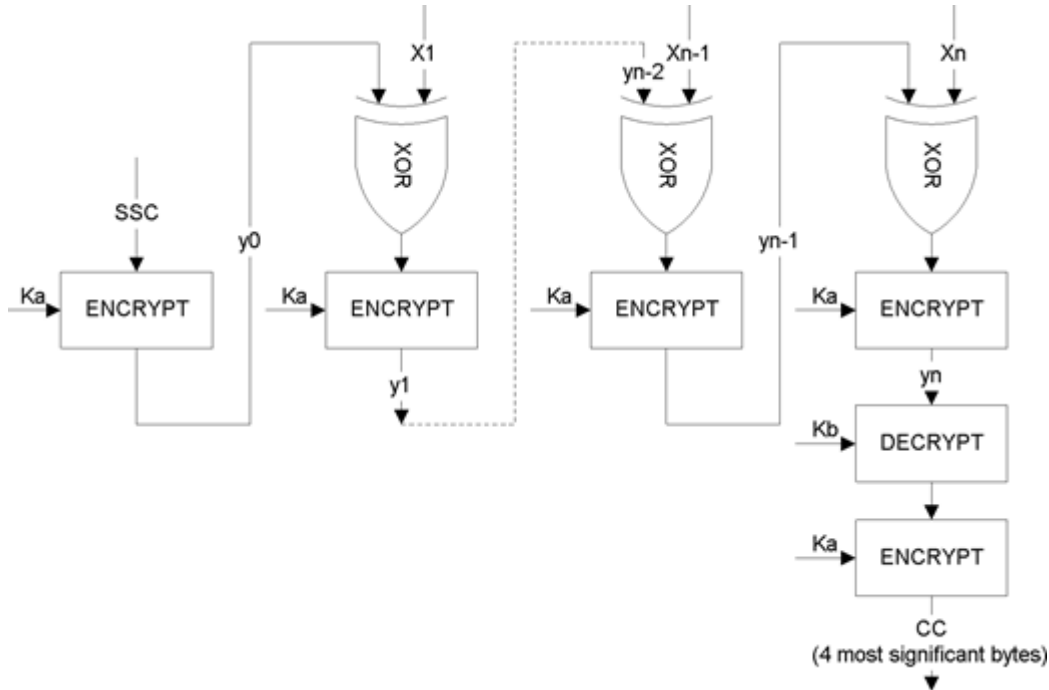 X1
Xn-1
Xn
yn-2
XOR
XOR
XOR
SSC
y0
yn-1
Ka
ENCRYPT
Ka
ENCRYPT
Ka
ENCRYPT
Ka
ENCRYPT
y1
yn
Kb
DECRYPT
Ka
ENCRYPT
CC
(4 most significant bytes)